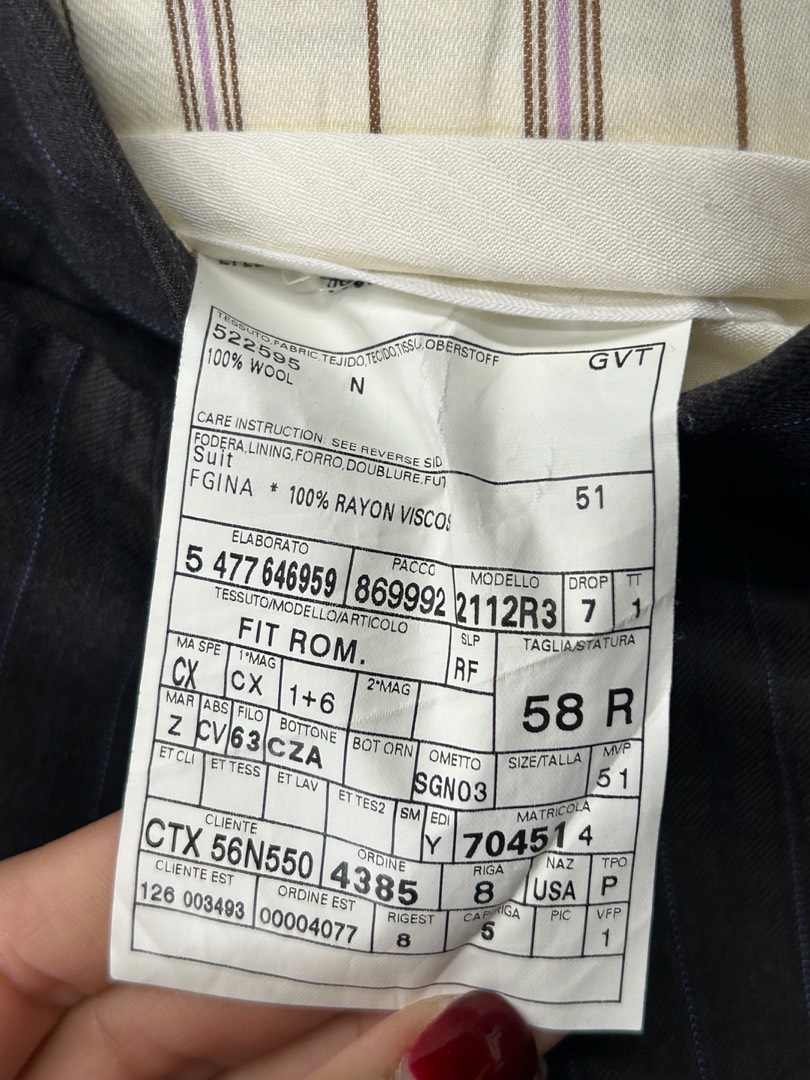 TESSUTO,FABRIC,TEJIDO,TECIDO,TISSU,OBERSTOFF
522595 GVT
100% WOOL N
CARE INSTRUCTION: SEE REVERSE SID
FODERA,LINING,FORRO,DOUBLURE,FUT
Suit 51
FGINA * 100% RAYON VISCOS
ELABORATO PACCO MODELLO DROP TT
5 477646959 869992 2112R3 7 1
TESSUTO/MODELLO/ARTICOLO SLP TAGLIA/STATURA
FIT ROM. RF 58 R
MA SPE 1°MAG 2°MAG
CX CX 1+6
MAR ABS FILO BOTTONE BOT ORN OMETTO SIZE/TALLA MVP
Z CV 63 CZA SGN03 51
ET CLI ET TESS ET LAV ET TES2 SM EDI MATRICOLA
Y 704514 4
CLIENTE ORDINE RIGA NAZ TPO
CTX 56N550 4385 8 USA P
CLIENTE EST ORDINE EST RIGEST CAP/RIGA PIC VFP
126 003493 00004077 8 5 1